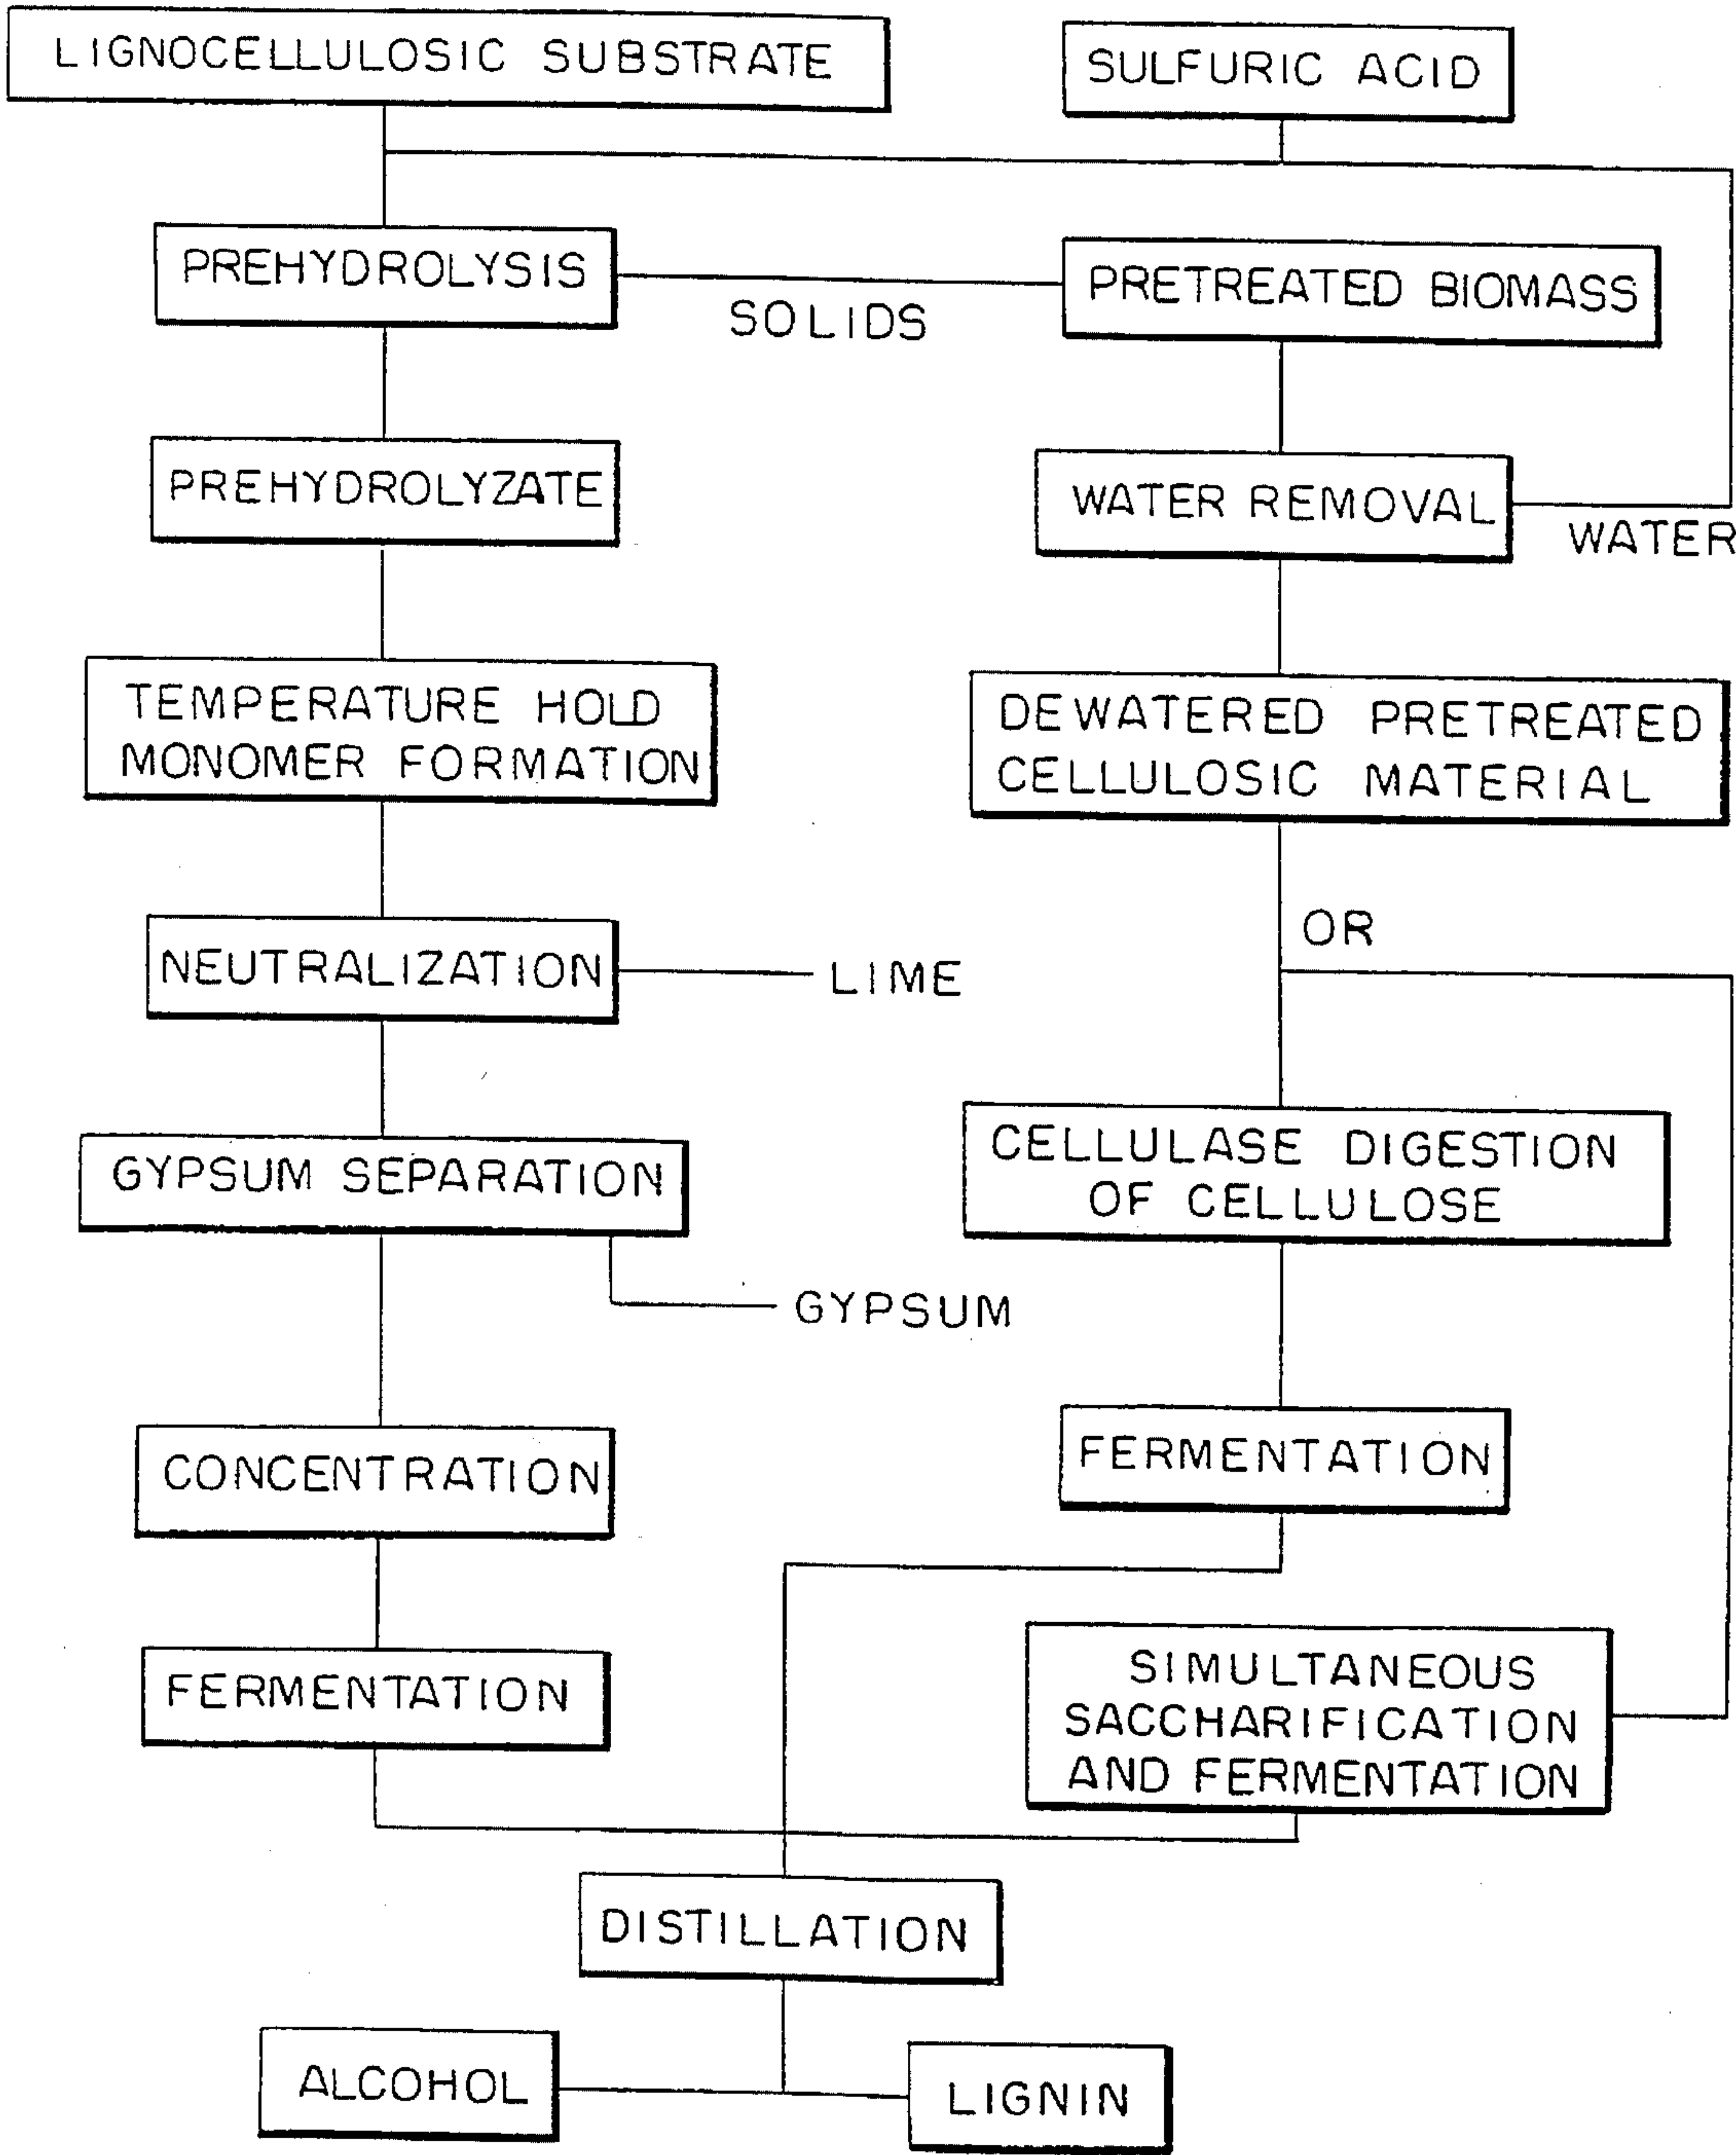 LIGNOCELLULOSIC SUBSTRATE
SULFURIC ACID
PREHYDROLYSIS
SOLIDS
PRETREATED BIOMASS
PREHYDROLYZATE
WATER REMOVAL
WATER
TEMPERATURE HOLD
MONOMER FORMATION
DEWATERED PRETREATED
CELLULOSIC MATERIAL
OR
NEUTRALIZATION
LIME
GYPSUM SEPARATION
GYPSUM
CELLULASE DIGESTION
OF CELLULOSE
CONCENTRATION
FERMENTATION
FERMENTATION
SIMULTANEOUS
SACCHARIFICATION
AND FERMENTATION
DISTILLATION
ALCOHOL
LIGNIN